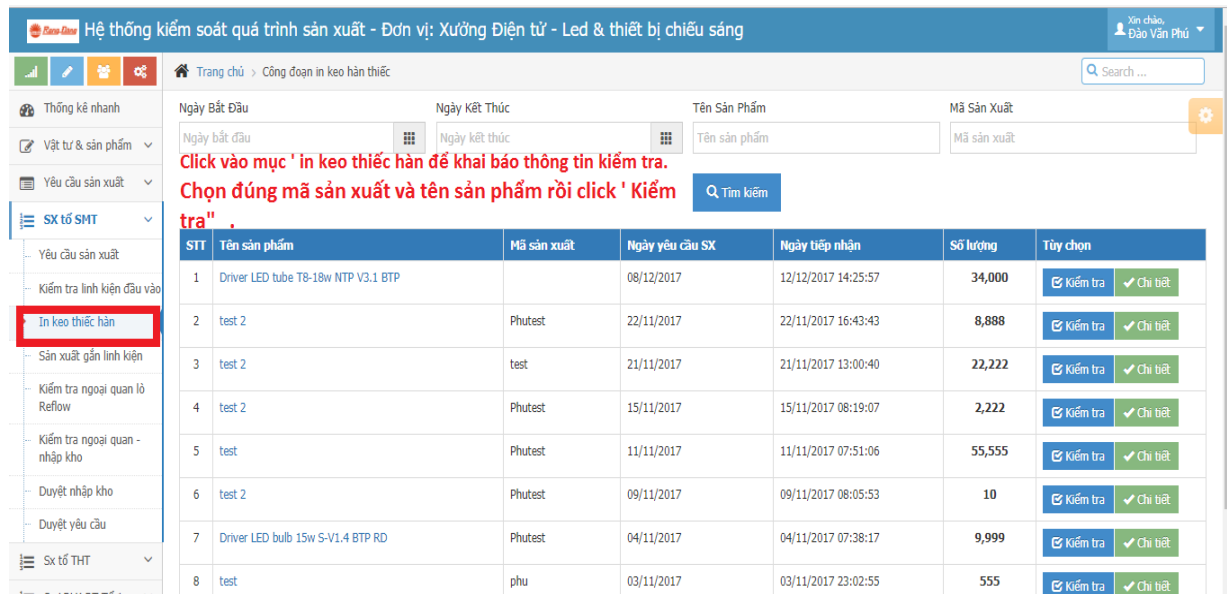 Rang Dong Hệ thống kiểm soát quá trình sản xuất - Đơn vị: Xưởng Điện tử - Led & thiết bị chiếu sáng
Xin chào,
Đào Văn Phú
Trang chủ > Công đoạn in keo hàn thiếc
Search ...
Thống kê nhanh
Vật tư & sản phẩm
Yêu cầu sản xuất
SX tổ SMT
Yêu cầu sản xuất
Kiểm tra linh kiện đầu vào
In keo thiếc hàn
Sản xuất gắn linh kiện
Kiểm tra ngoại quan lò
Reflow
Kiểm tra ngoại quan -
nhập kho
Duyệt nhập kho
Duyệt yêu cầu
Sx tổ THT
Ngày Bắt Đầu Ngày Kết Thúc Tên Sản Phẩm Mã Sản Xuất
Ngày bắt đầu Ngày kết thúc Tên sản phẩm Mã sản xuất
Click vào mục ' in keo thiếc hàn để khai báo thông tin kiểm tra.
Chọn đúng mã sản xuất và tên sản phẩm rồi click ' Kiểm
tra" .
Tìm kiếm
STT Tên sản phẩm Mã sản xuất Ngày yêu cầu SX Ngày tiếp nhận Số lượng Tùy chọn
1 Driver LED tube T8-18w NTP V3.1 BTP 08/12/2017 12/12/2017 14:25:57 34,000 Kiểm tra Chi tiết
2 test 2 Phutest 22/11/2017 22/11/2017 16:43:43 8,888 Kiểm tra Chi tiết
3 test 2 test 21/11/2017 21/11/2017 13:00:40 22,222 Kiểm tra Chi tiết
4 test 2 Phutest 15/11/2017 15/11/2017 08:19:07 2,222 Kiểm tra Chi tiết
5 test Phutest 11/11/2017 11/11/2017 07:51:06 55,555 Kiểm tra Chi tiết
6 test 2 Phutest 09/11/2017 09/11/2017 08:05:53 10 Kiểm tra Chi tiết
7 Driver LED bulb 15w S-V1.4 BTP RD Phutest 04/11/2017 04/11/2017 07:38:17 9,999 Kiểm tra Chi tiết
8 test phu 03/11/2017 03/11/2017 23:02:55 555 Kiểm tra Chi tiết